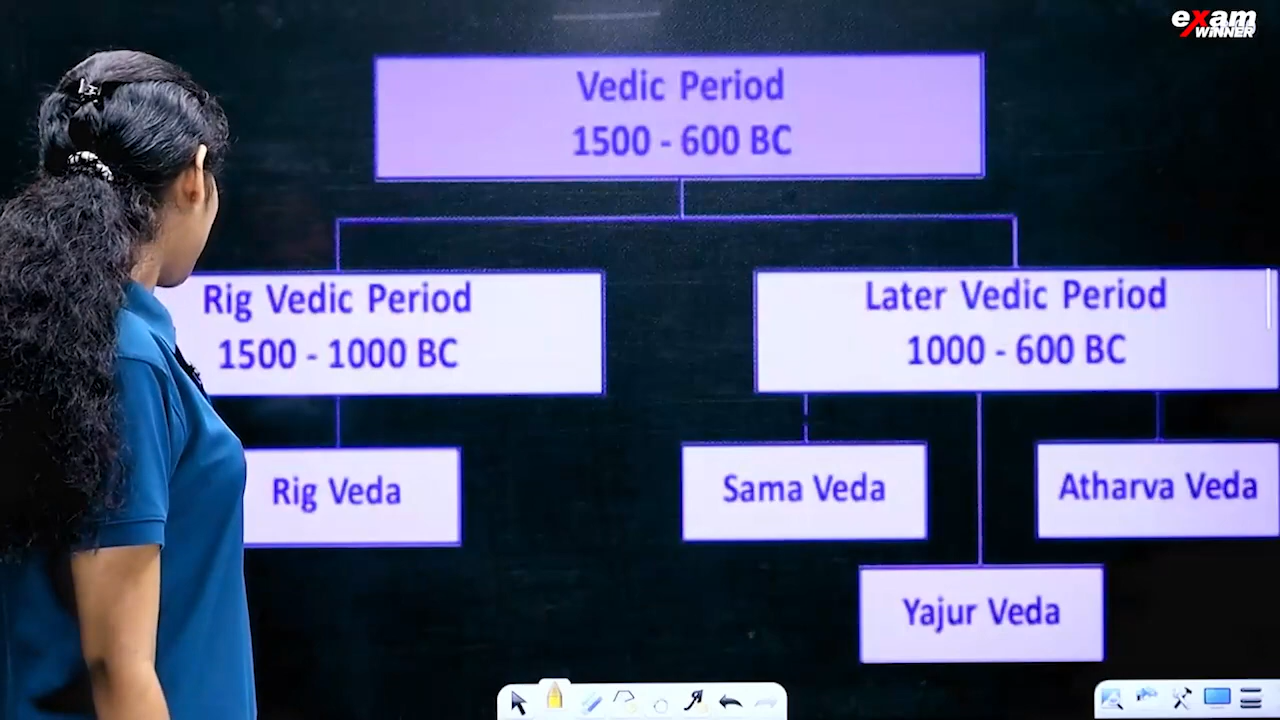 exam
WINNER
Vedic Period
1500 - 600 BC
Rig Vedic Period
1500 - 1000 BC
Later Vedic Period
1000 - 600 BC
Rig Veda
Sama Veda
Atharva Veda
Yajur Veda